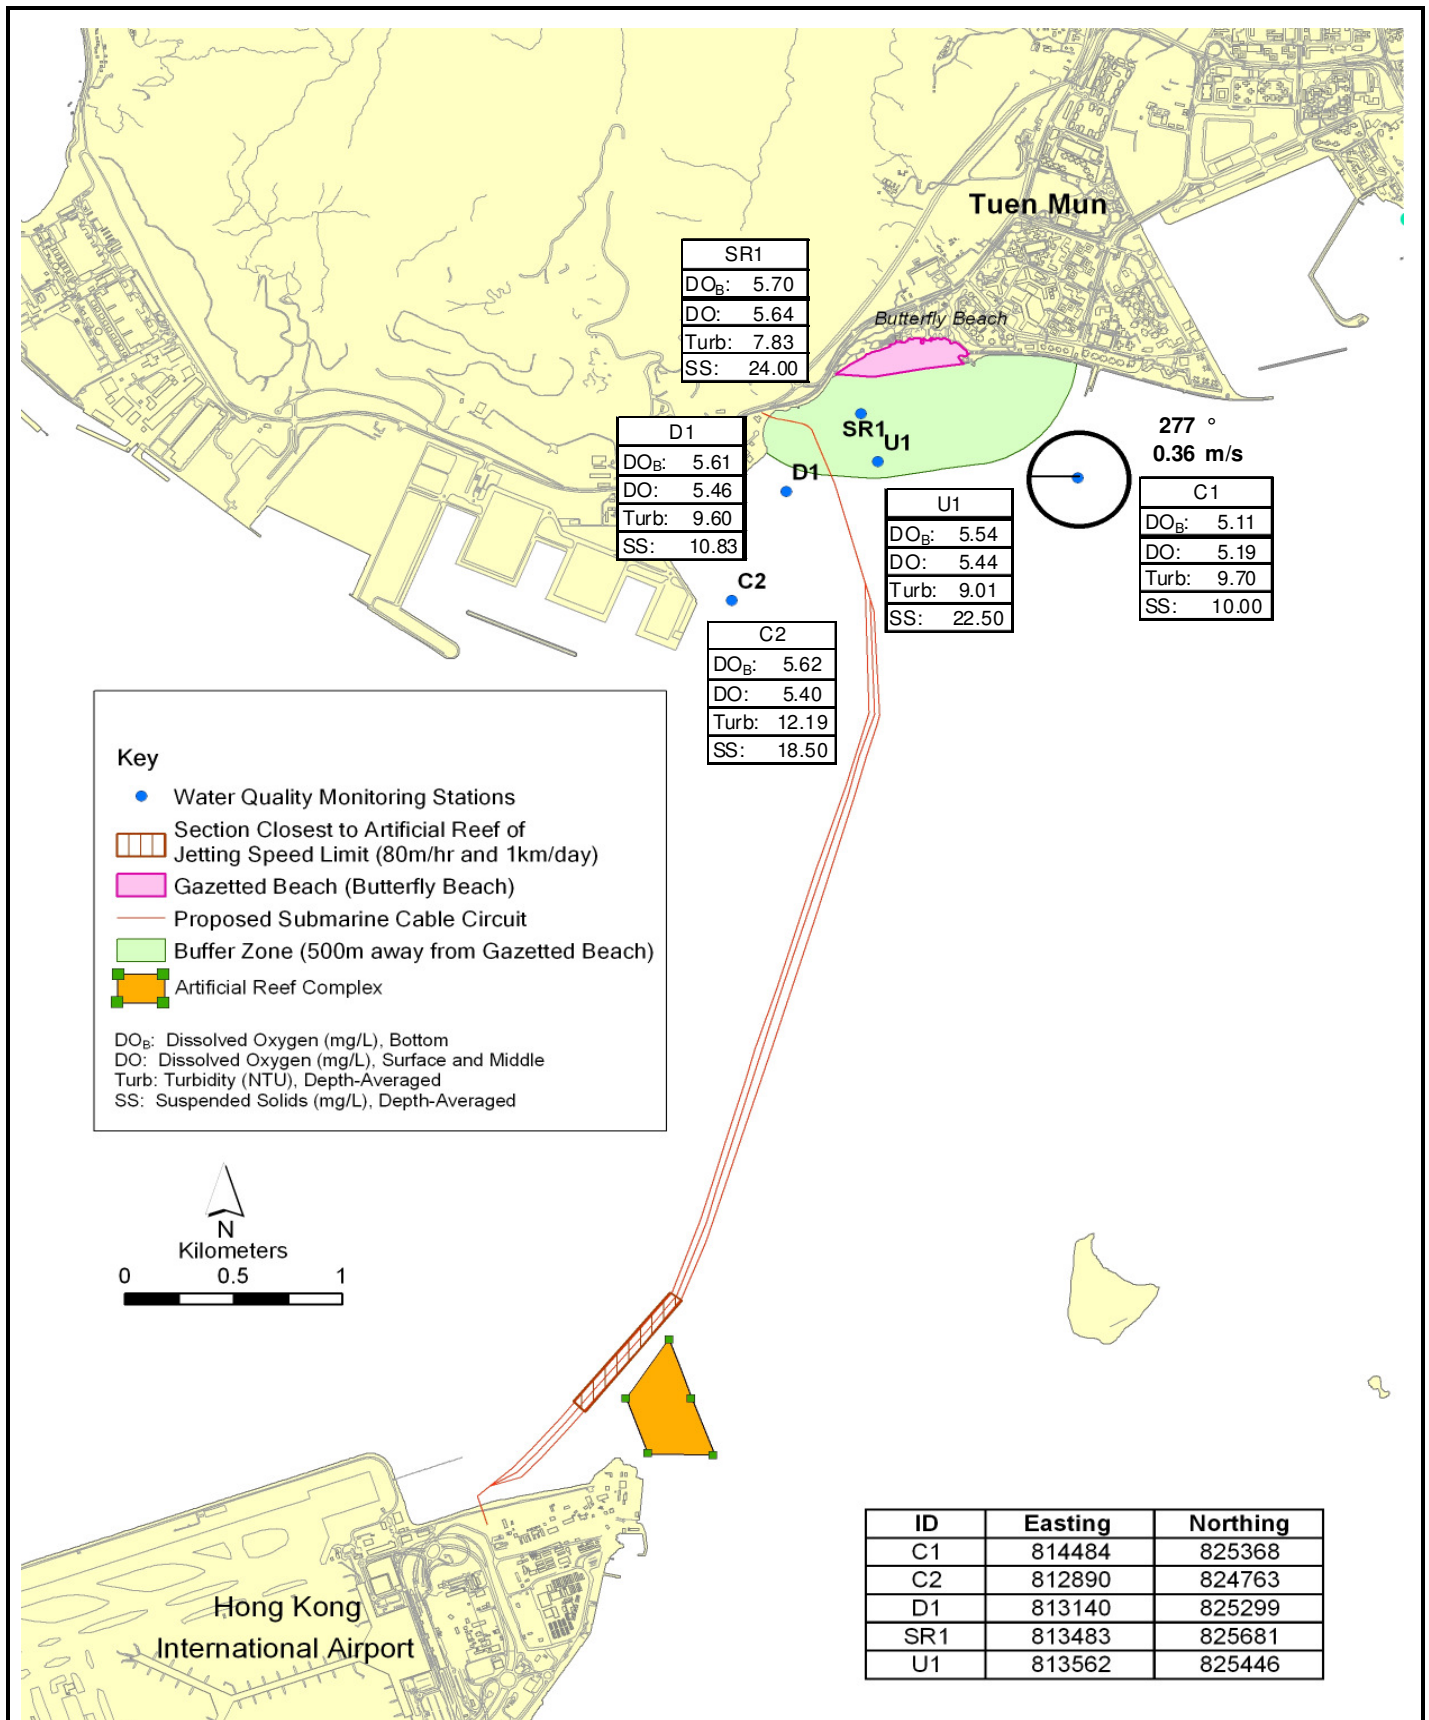 Tuen Mun
SR1
DOB: 5.70
DO: 5.64
Turb: 7.83
SS: 24.00
Butterfly Beach
D1
DOB: 5.61
DO: 5.46
Turb: 9.60
SS: 10.83
SR1
U1
D1
C2
277 °
0.36 m/s
C1
DOB: 5.11
DO: 5.19
Turb: 9.70
SS: 10.00
U1
DOB: 5.54
DO: 5.44
Turb: 9.01
SS: 22.50
C2
DOB: 5.62
DO: 5.40
Turb: 12.19
SS: 18.50
Key
Water Quality Monitoring Stations
Section Closest to Artificial Reef of
Jetting Speed Limit (80m/hr and 1km/day)
Gazetted Beach (Butterfly Beach)
Proposed Submarine Cable Circuit
Buffer Zone (500m away from Gazetted Beach)
Artificial Reef Complex
DOB: Dissolved Oxygen (mg/L), Bottom
DO: Dissolved Oxygen (mg/L), Surface and Middle
Turb: Turbidity (NTU), Depth-Averaged
SS: Suspended Solids (mg/L), Depth-Averaged
N
Kilometers
0 0.5 1
Hong Kong
International Airport
ID Easting Northing
C1 814484 825368
C2 812890 824763
D1 813140 825299
SR1 813483 825681
U1 813562 825446